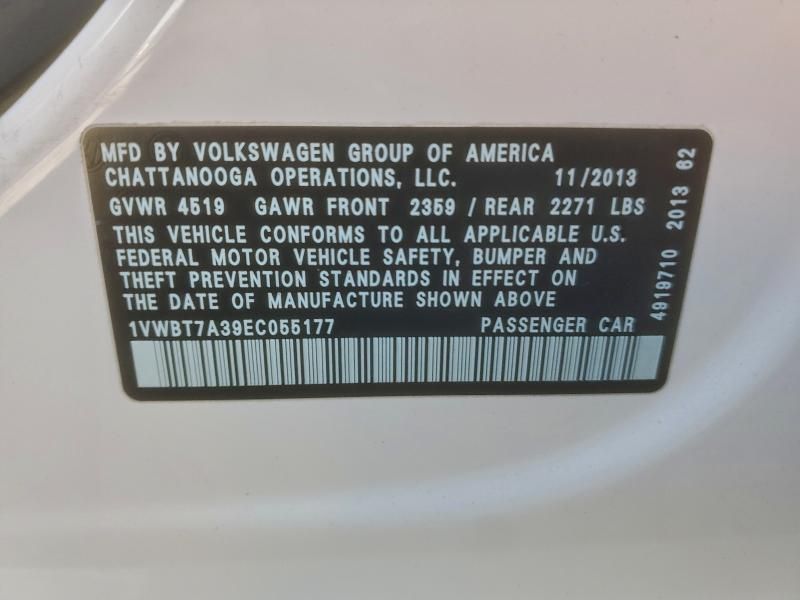 MFD BY VOLKSWAGEN GROUP OF AMERICA
CHATTANOOGA OPERATIONS, LLC. 11/2013
GVWR 4519 GAWR FRONT 2359 / REAR 2271 LBS
THIS VEHICLE CONFORMS TO ALL APPLICABLE U.S.
FEDERAL MOTOR VEHICLE SAFETY, BUMPER AND
THEFT PREVENTION STANDARDS IN EFFECT ON
THE DATE OF MANUFACTURE SHOWN ABOVE
1VWBT7A39EC055177 PASSENGER CAR
4919710 2013 62